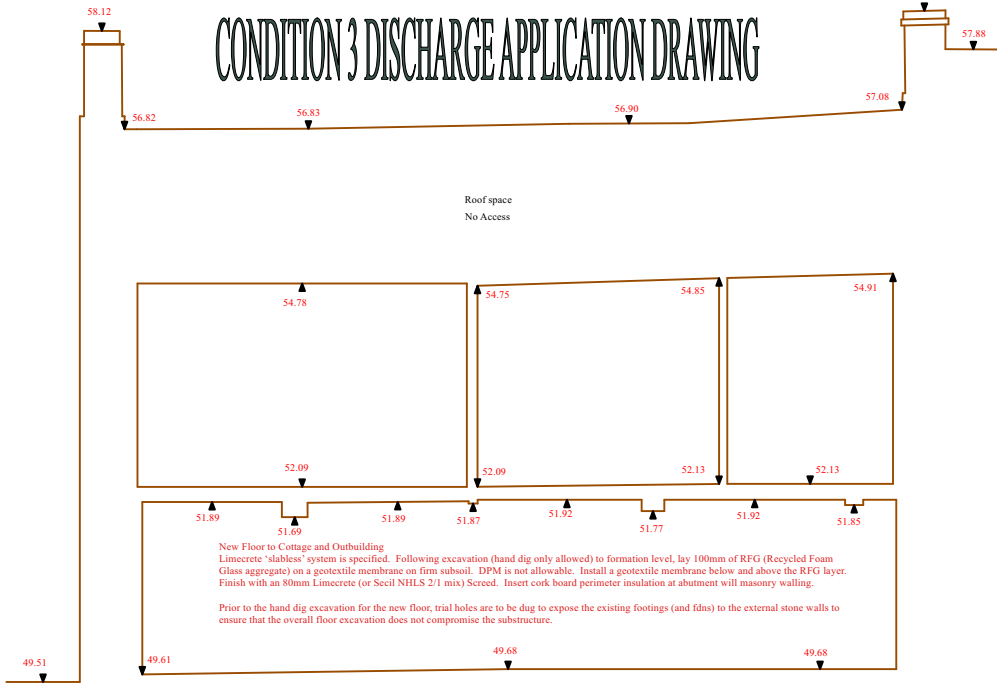 58.12
CONDITION 3 DISCHARGE APPLICATION DRAWING
57.88
57.08
56.82
56.83
56.90
Roof space
No Access
54.78
54.75
54.85
54.91
52.09
52.09
52.13
52.13
51.89
51.69
51.89
51.87
51.92
51.77
51.92
51.85
New Floor to Cottage and Outbuilding
Limecrete ‘slabless’ system is specified.  Following excavation (hand dig only allowed) to formation level, lay 100mm of RFG (Recycled Foam
Glass aggregate) on a geotextile membrane on firm subsoil.  DPM is not allowable.  Install a geotextile membrane below and above the RFG layer.
Finish with an 80mm Limecrete (or Secil NHLS 2/1 mix) Screed.  Insert cork board perimeter insulation at abutment will masonry walling.
Prior to the hand dig excavation for the new floor, trial holes are to be dug to expose the existing footings (and fdns) to the external stone walls to
ensure that the overall floor excavation does not compromise the substructure.
49.51
49.61
49.68
49.68